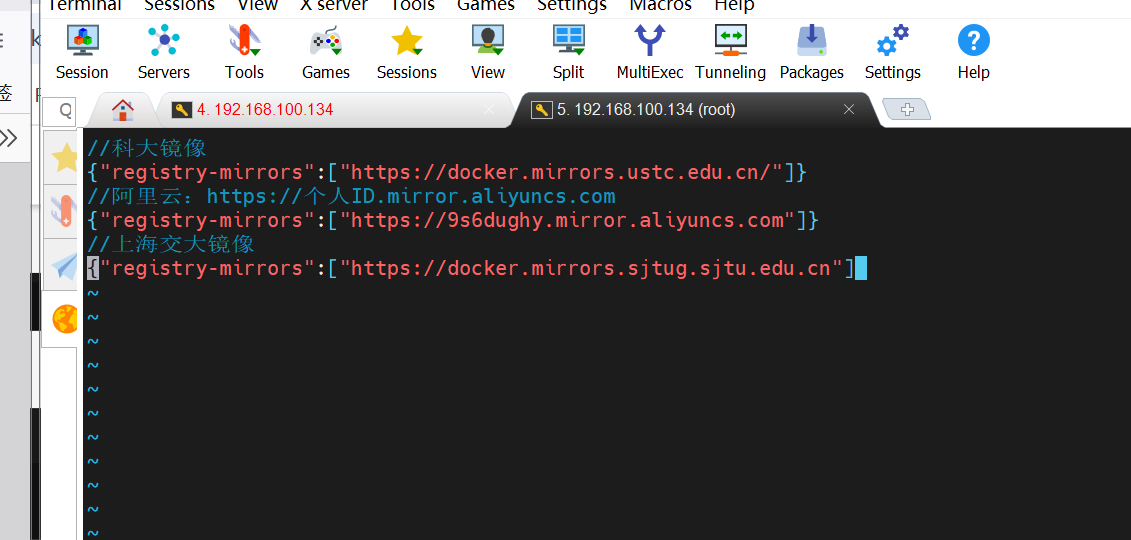 Terminal Sessions View X server Tools Games Settings Macros Help
Session Servers Tools Games Sessions View Split MultiExec Tunneling Packages Settings Help
签
4. 192.168.100.134
5. 192.168.100.134 (root)
//科大镜像
{"registry-mirrors":["https://docker.mirrors.ustc.edu.cn/"]}
//阿里云：https://个人ID.mirror.aliyuncs.com
{"registry-mirrors":["https://9s6dughy.mirror.aliyuncs.com"]}
//上海交大镜像
{"registry-mirrors":["https://docker.mirrors.sjtug.sjtu.edu.cn"]
~
~
~
~
~
~
~
~
~
~
~